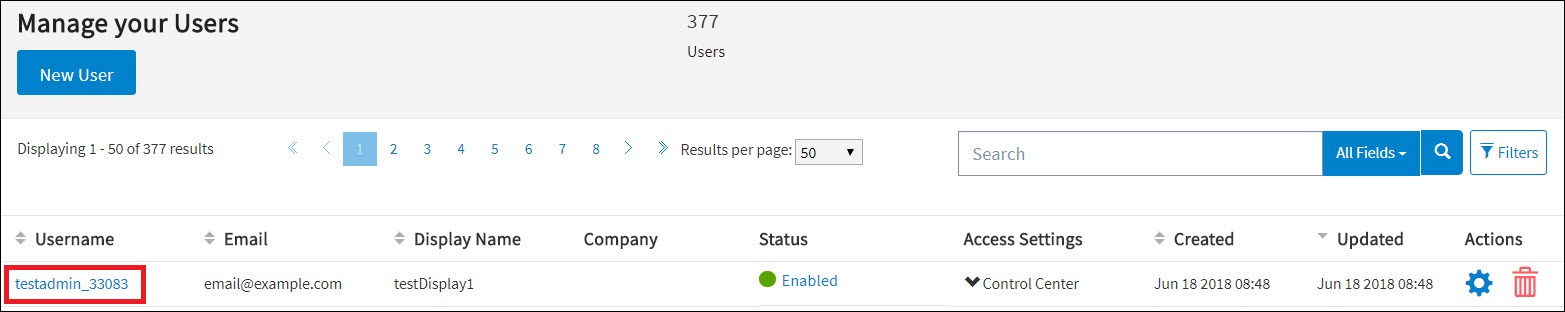 Manage your Users
377
Users
New User
Displaying 1 - 50 of 377 results « ‹ 1 2 3 4 5 6 7 8 › » Results per page: 50 Search All Fields Filters
Username Email Display Name Company Status Access Settings Created Updated Actions
testadmin_33083 email@example.com testDisplay1 Enabled Control Center Jun 18 2018 08:48 Jun 18 2018 08:48